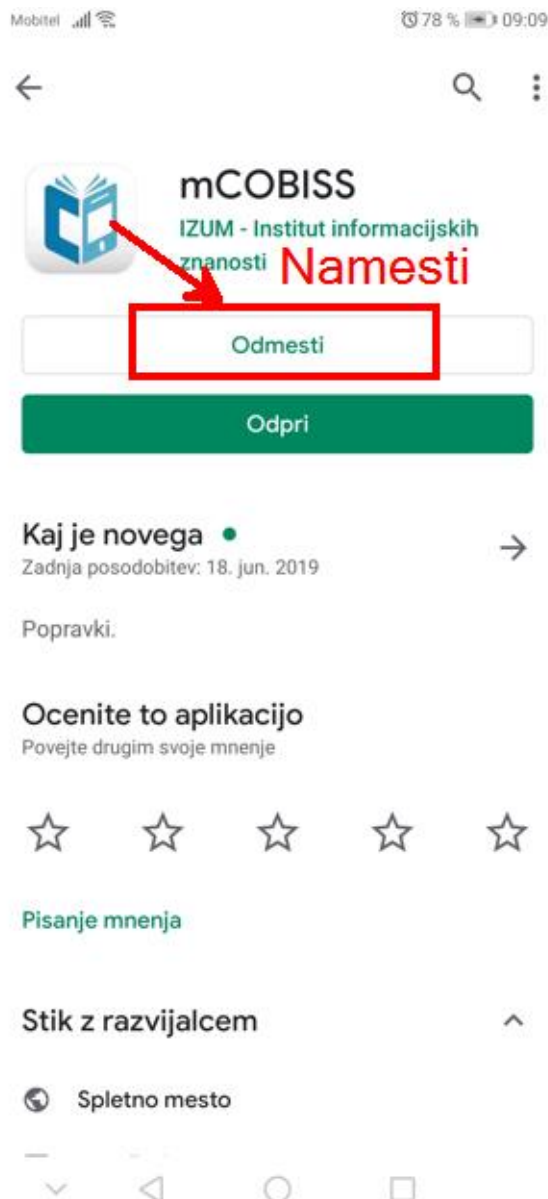 Mobitel 78 % 09:09
mCOBISS
IZUM - Institut informacijskih
znanosti
Namesti
Odmesti
Odpri
Kaj je novega
Zadnja posodobitev: 18. jun. 2019
Popravki.
Ocenite to aplikacijo
Povejte drugim svoje mnenje
Pisanje mnenja
Stik z razvijalcem
Spletno mesto